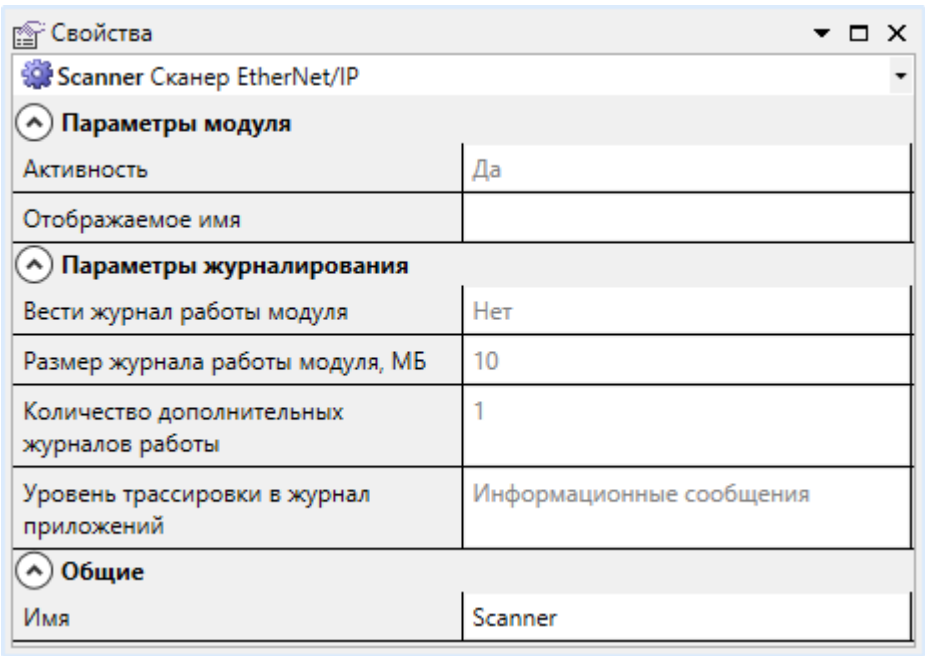 Свойства
Scanner Сканер EtherNet/IP
Параметры модуля
Активность Да
Отображаемое имя
Параметры журналирования
Вести журнал работы модуля Нет
Размер журнала работы модуля, МБ 10
Количество дополнительных 1
журналов работы
Уровень трассировки в журнал Информационные сообщения
приложений
Общие
Имя Scanner